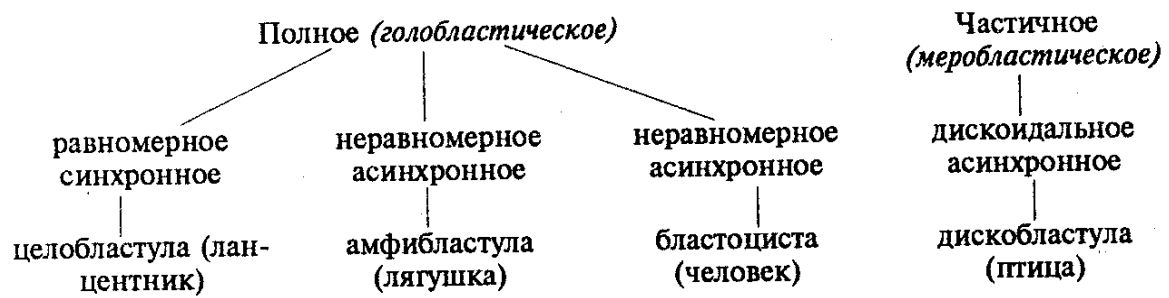 Полное (голобластическое)
Частичное
(меробластическое)
равномерное
синхронное
неравномерное
асинхронное
неравномерное
асинхронное
дискоидальное
асинхронное
целобластула (лан-
центник)
амфибластула
(лягушка)
бластоциста
(человек)
дискобластула
(птица)